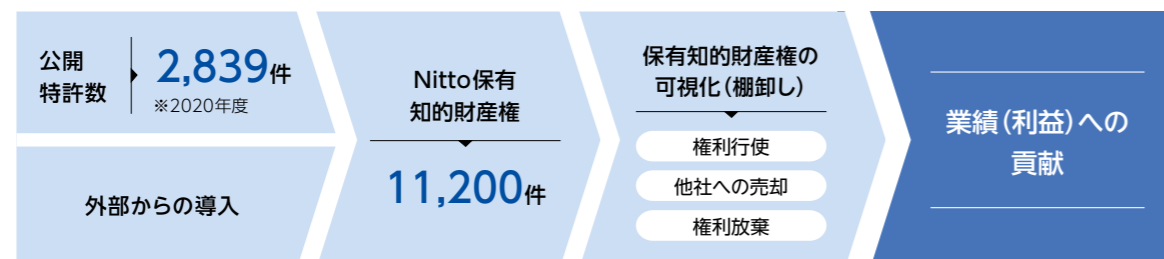 公開
特許数
2,839件
※2020年度
外部からの導入
Nitto保有
知的財産権
11,200件
保有知的財産権の
可視化(棚卸し)
権利行使
他社への売却
権利放棄
業績(利益)への
貢献